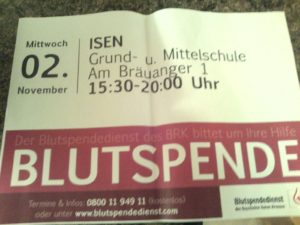 Mittwoch
02.
November
ISEN
Grund- u. Mittelschule
Am Bräuanger 1
15:30-20:00 Uhr
Der Blutspendedienst des BRK bittet um Ihre Hilfe
BLUTSPENDE
Termine & Infos: 0800 11 949 11 (kostenlos)
oder unter www.blutspendedienst.com
Blutspendedienst